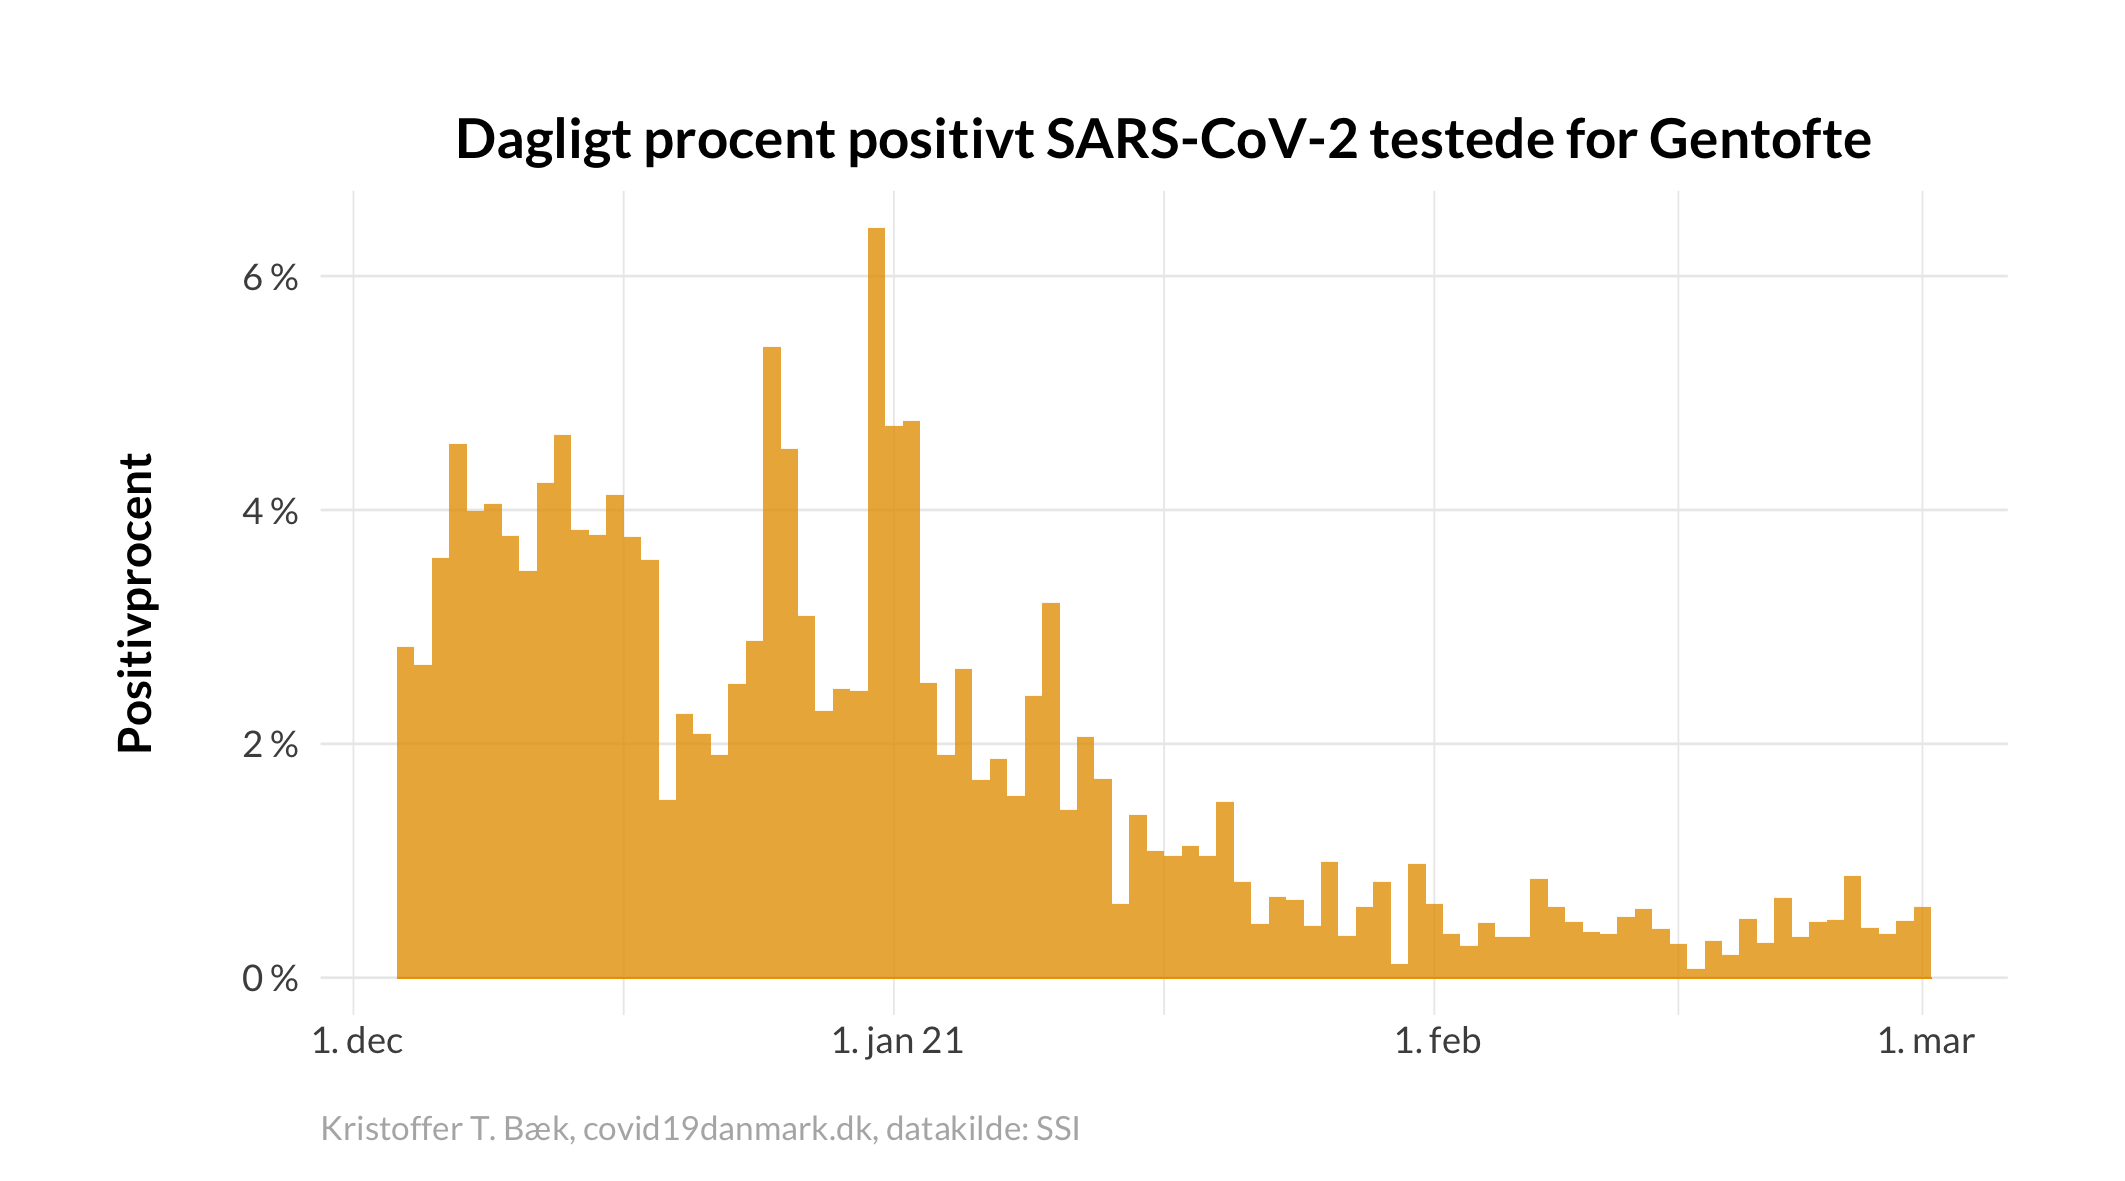 Dagligt procent positivt SARS-CoV-2 testede for Gentofte
Positivprocent
6 %
4 %
2 %
0 %
1. dec
1. jan 21
1. feb
1. mar
Kristoffer T. Bæk, covid19danmark.dk, datakilde: SSI